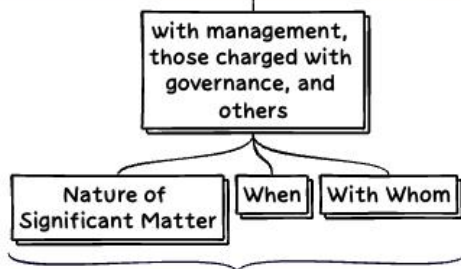 with management,
those charged with
governance, and
others
Nature of
Significant Matter
When
With Whom